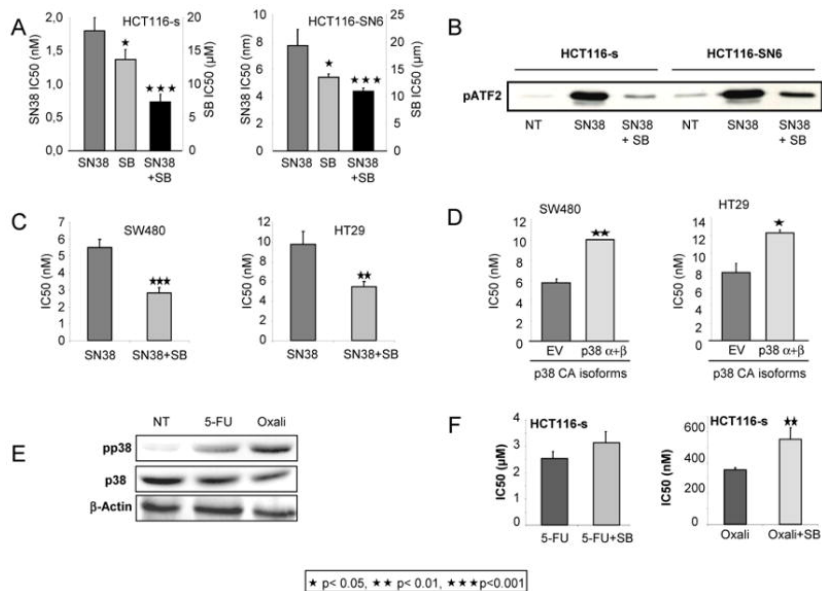 A
HCT116-s
SN38 IC50 (nM)
2,0
1,5
1,0
0,5
0,0
20
15
10
5
0
SB IC50 (µM)
★
★★★
SN38
SB
SN38
+SB
HCT116-SN6
SN38 IC50 (nm)
10
8
6
4
2
0
25
20
15
10
5
0
SB IC50 (µm)
★
★★★
SN38
SB
SN38
+SB
B
HCT116-s
HCT116-SN6
pATF2
NT
SN38
SN38
+ SB
NT
SN38
SN38
+ SB
C
SW480
IC50 (nM)
6
5
4
3
2
1
0
★★★
SN38
SN38+SB
HT29
IC50 (nM)
12
10
8
6
4
2
0
★★
SN38
SN38+SB
D
SW480
IC50 (nM)
12
10
8
6
4
2
0
★★
EV
p38 α+β
p38 CA isoforms
HT29
IC50 (nM)
14
12
10
8
6
4
2
0
★
EV
p38 α+β
p38 CA isoforms
E
NT
5-FU
Oxali
pp38
p38
β-Actin
F
HCT116-s
IC50 (µM)
4
3
2
1
0
5-FU
5-FU+SB
HCT116-s
IC50 (nM)
600
400
200
0
★★
Oxali
Oxali+SB
★ p< 0.05, ★★ p< 0.01, ★★★p<0.001